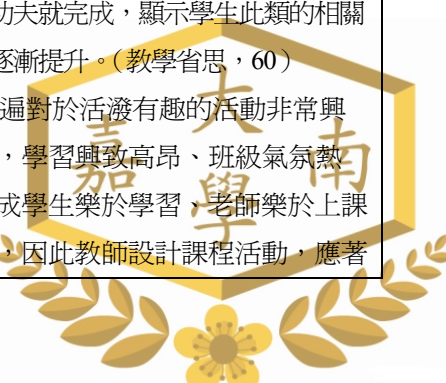 功夫就完成，顯示學生此類的相關
逐漸提升。（教學省思，60）
遍對於活潑有趣的活動非常興
，學習興致高昂、班級氣氛熱
成學生樂於學習、老師樂於上課
，因此教師設計課程活動，應著
嘉南
大學